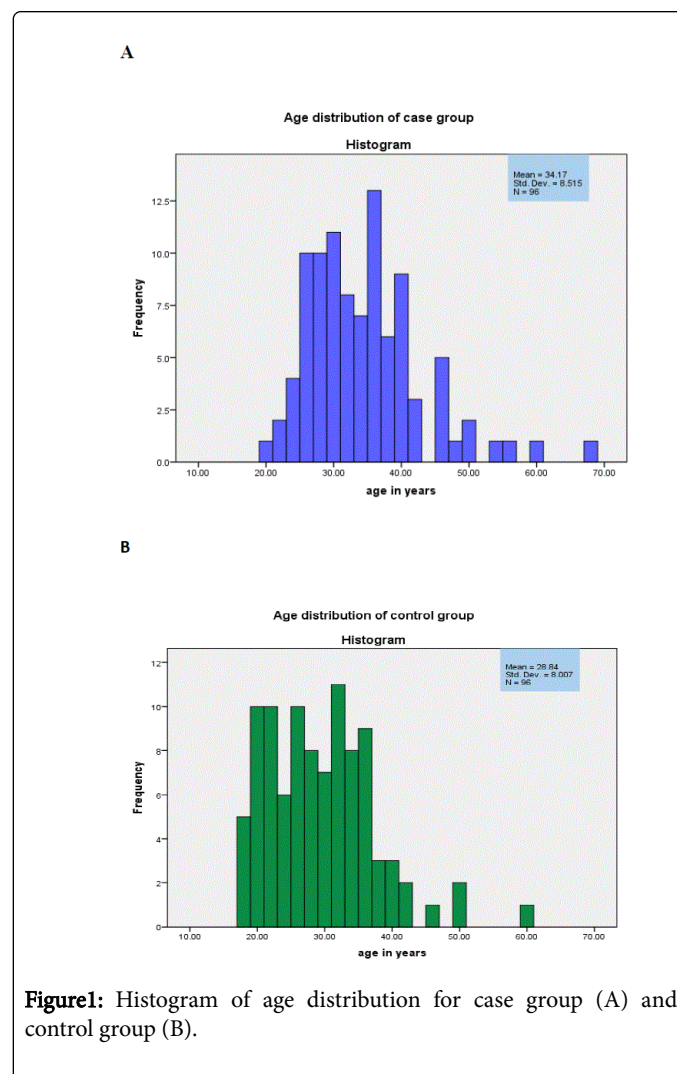 A
Age distribution of case group
Histogram
Mean = 34.17
Std. Dev. = 8.515
N = 96
Frequency
12.5
10.0
7.5
5.0
2.5
0.0
10.00 20.00 30.00 40.00 50.00 60.00 70.00
age in years
B
Age distribution of control group
Histogram
Mean = 28.84
Std. Dev. = 8.007
N = 96
Frequency
12
10
8
6
4
2
0
10.00 20.00 30.00 40.00 50.00 60.00 70.00
age in years
Figure1: Histogram of age distribution for case group (A) and
control group (B).